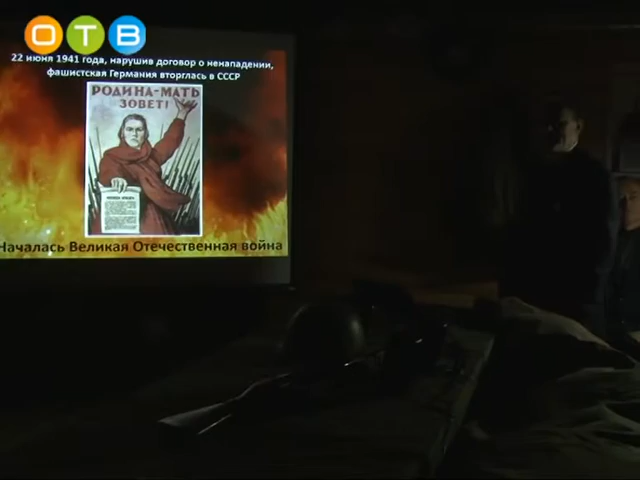 ОТВ
22 июня 1941 года, нарушив договор о ненападении,
фашистская Германия вторглась в СССР
РОДИНА-МАТЬ
ЗОВЕТ!
Началась Великая Отечественная война